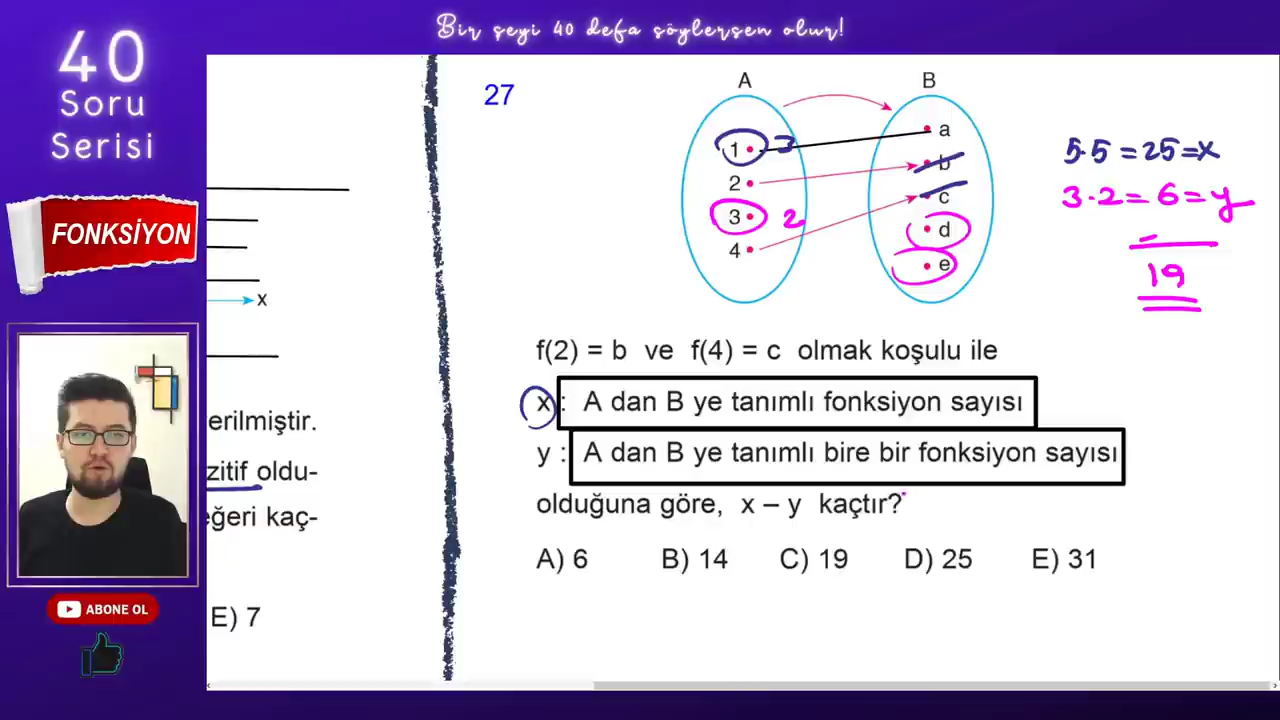 Bir şeyi 40 defa söylersen olur!
40
Soru
Serisi
FONKSİYON
ABONE OL
x
erilmiştir.
zitif oldu-
eğeri kaç-
E) 7
27
A
B
1
2
3
4
3
2
a
b
c
d
e
5.5 = 25 = x
3.2 = 6 = y
19
f(2) = b ve f(4) = c olmak koşulu ile
x : A dan B ye tanımlı fonksiyon sayısı
y : A dan B ye tanımlı bire bir fonksiyon sayısı
olduğuna göre, x – y kaçtır?
A) 6 B) 14 C) 19 D) 25 E) 31